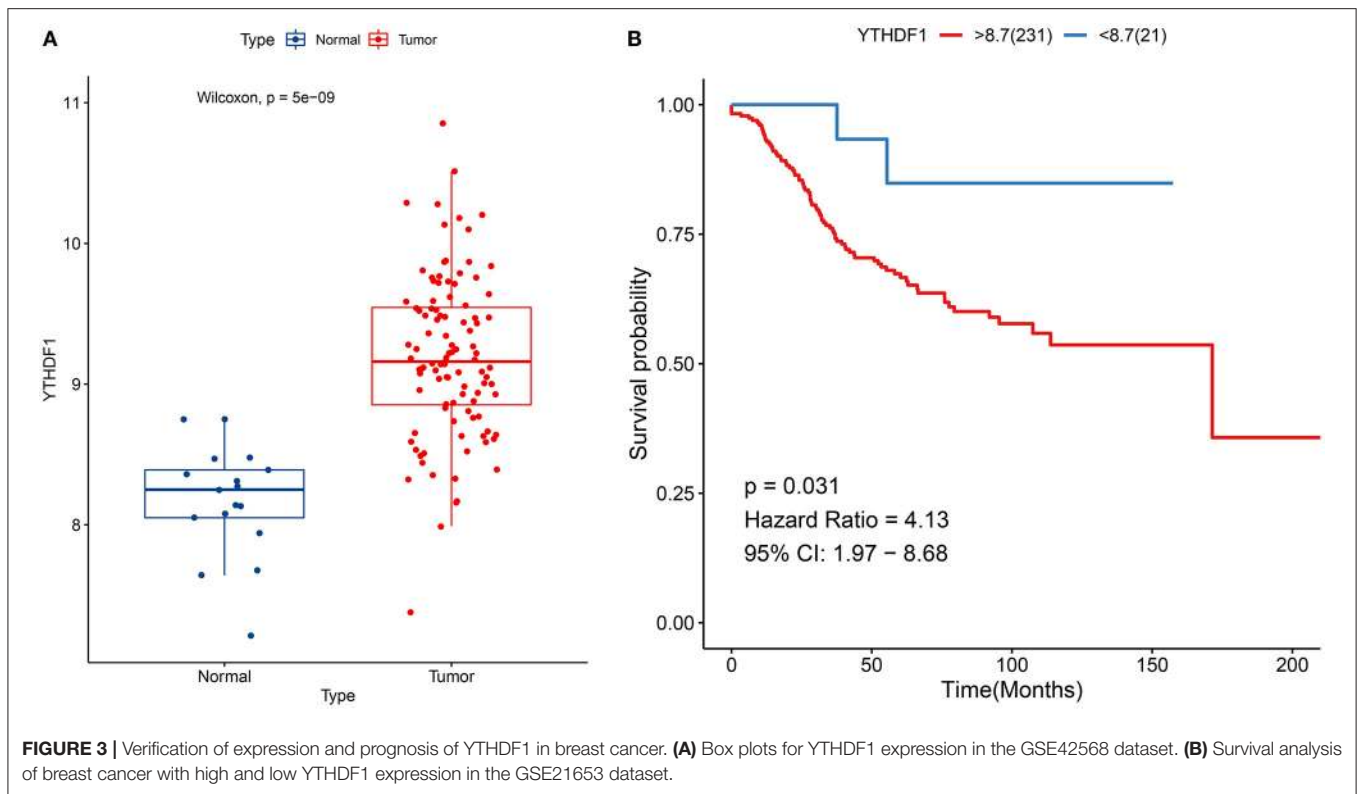 A
Type Normal Tumor
Wilcoxon, p = 5e−09
11
10
9
8
YTHDF1
Normal
Tumor
Type
B
YTHDF1 >8.7(231) <8.7(21)
1.00
0.75
0.50
0.25
0.00
Survival probability
p = 0.031
Hazard Ratio = 4.13
95% CI: 1.97 − 8.68
0
50
100
150
200
Time(Months)
FIGURE 3 | Verification of expression and prognosis of YTHDF1 in breast cancer. (A) Box plots for YTHDF1 expression in the GSE42568 dataset. (B) Survival analysis
of breast cancer with high and low YTHDF1 expression in the GSE21653 dataset.